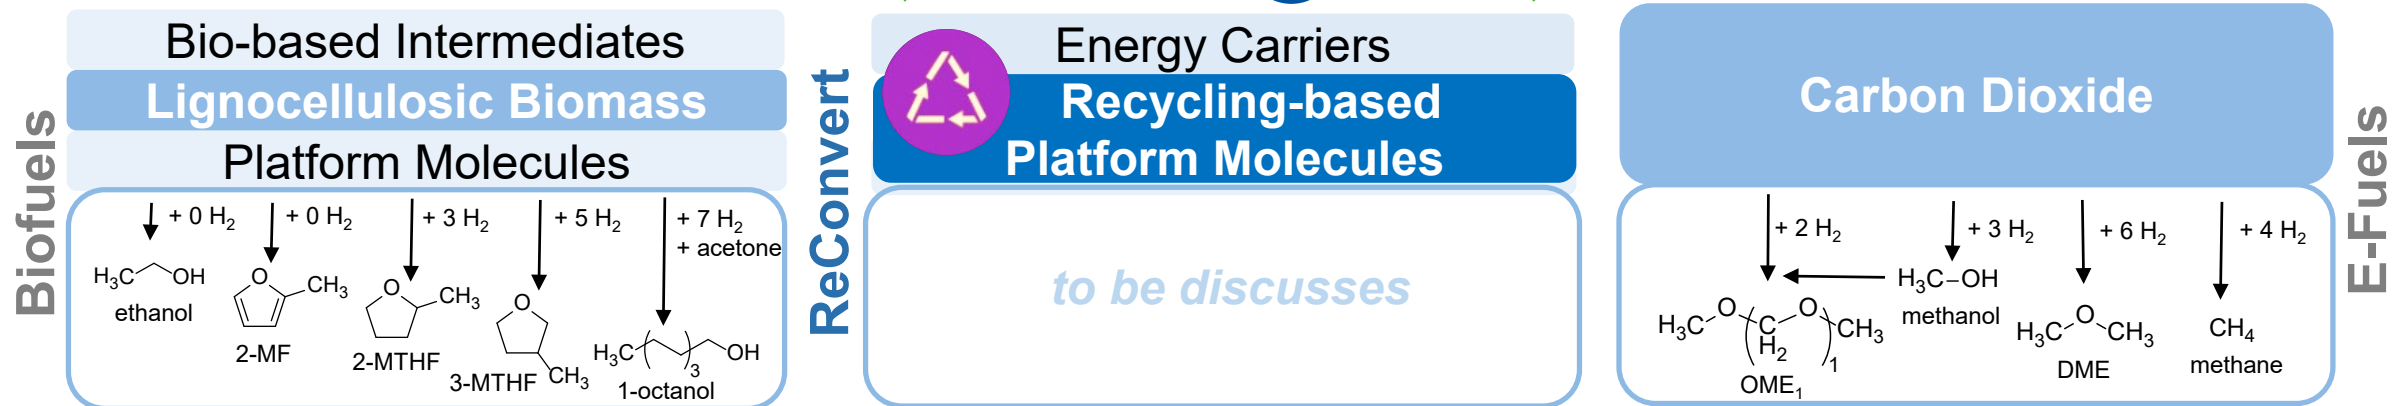 Biofuels
Bio-based Intermediates
Lignocellulosic Biomass
Platform Molecules
+ 0 H2
+ 0 H2
+ 3 H2
+ 5 H2
+ 7 H2
+ acetone
H3C OH
ethanol
O CH3
2-MF
O CH3
2-MTHF
O
CH3
3-MTHF
H3C ( )3 OH
1-octanol
ReConvert
Energy Carriers
Recycling-based
Platform Molecules
to be discusses
Carbon Dioxide
+ 2 H2
+ 3 H2
+ 6 H2
+ 4 H2
H3C-OH
methanol
H3C O ( C H2 O )1 CH3
OME1
H3C O CH3
DME
CH4
methane
E-Fuels